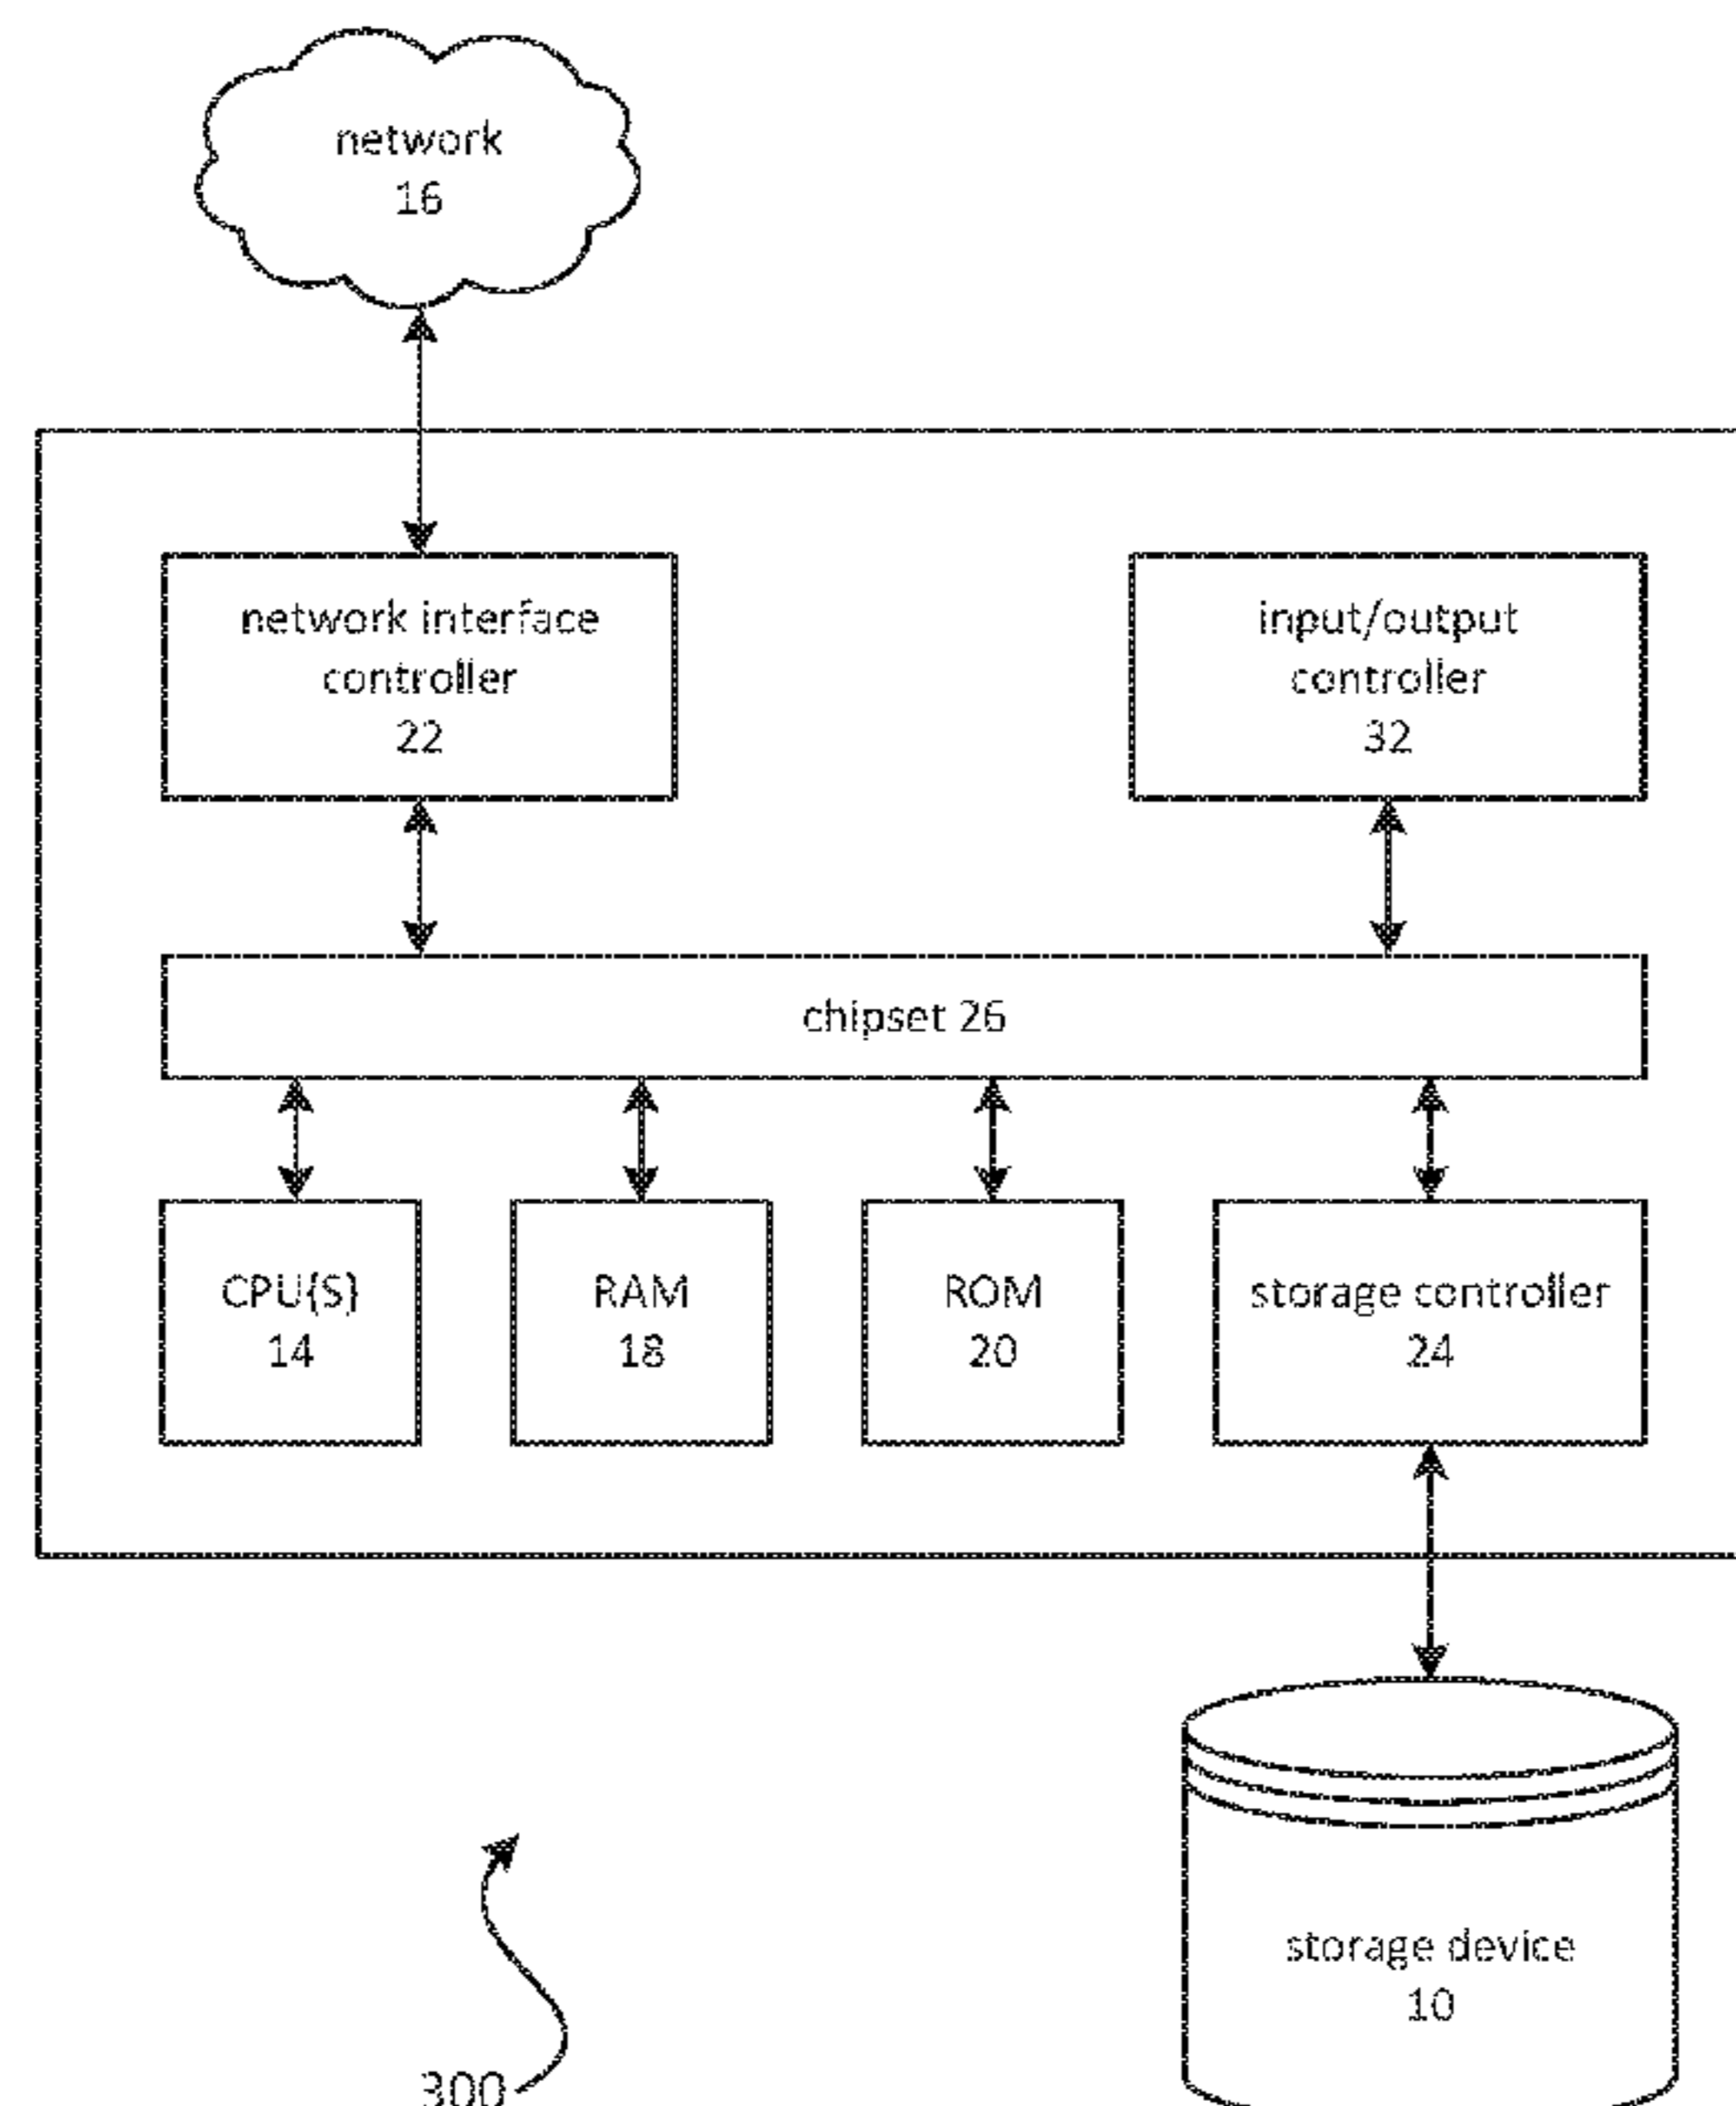 network
16
network interface
controller
22
input/output
controller
32
chipset 26
CPU(S)
14
RAM
18
ROM
20
storage controller
24
storage device
10
300